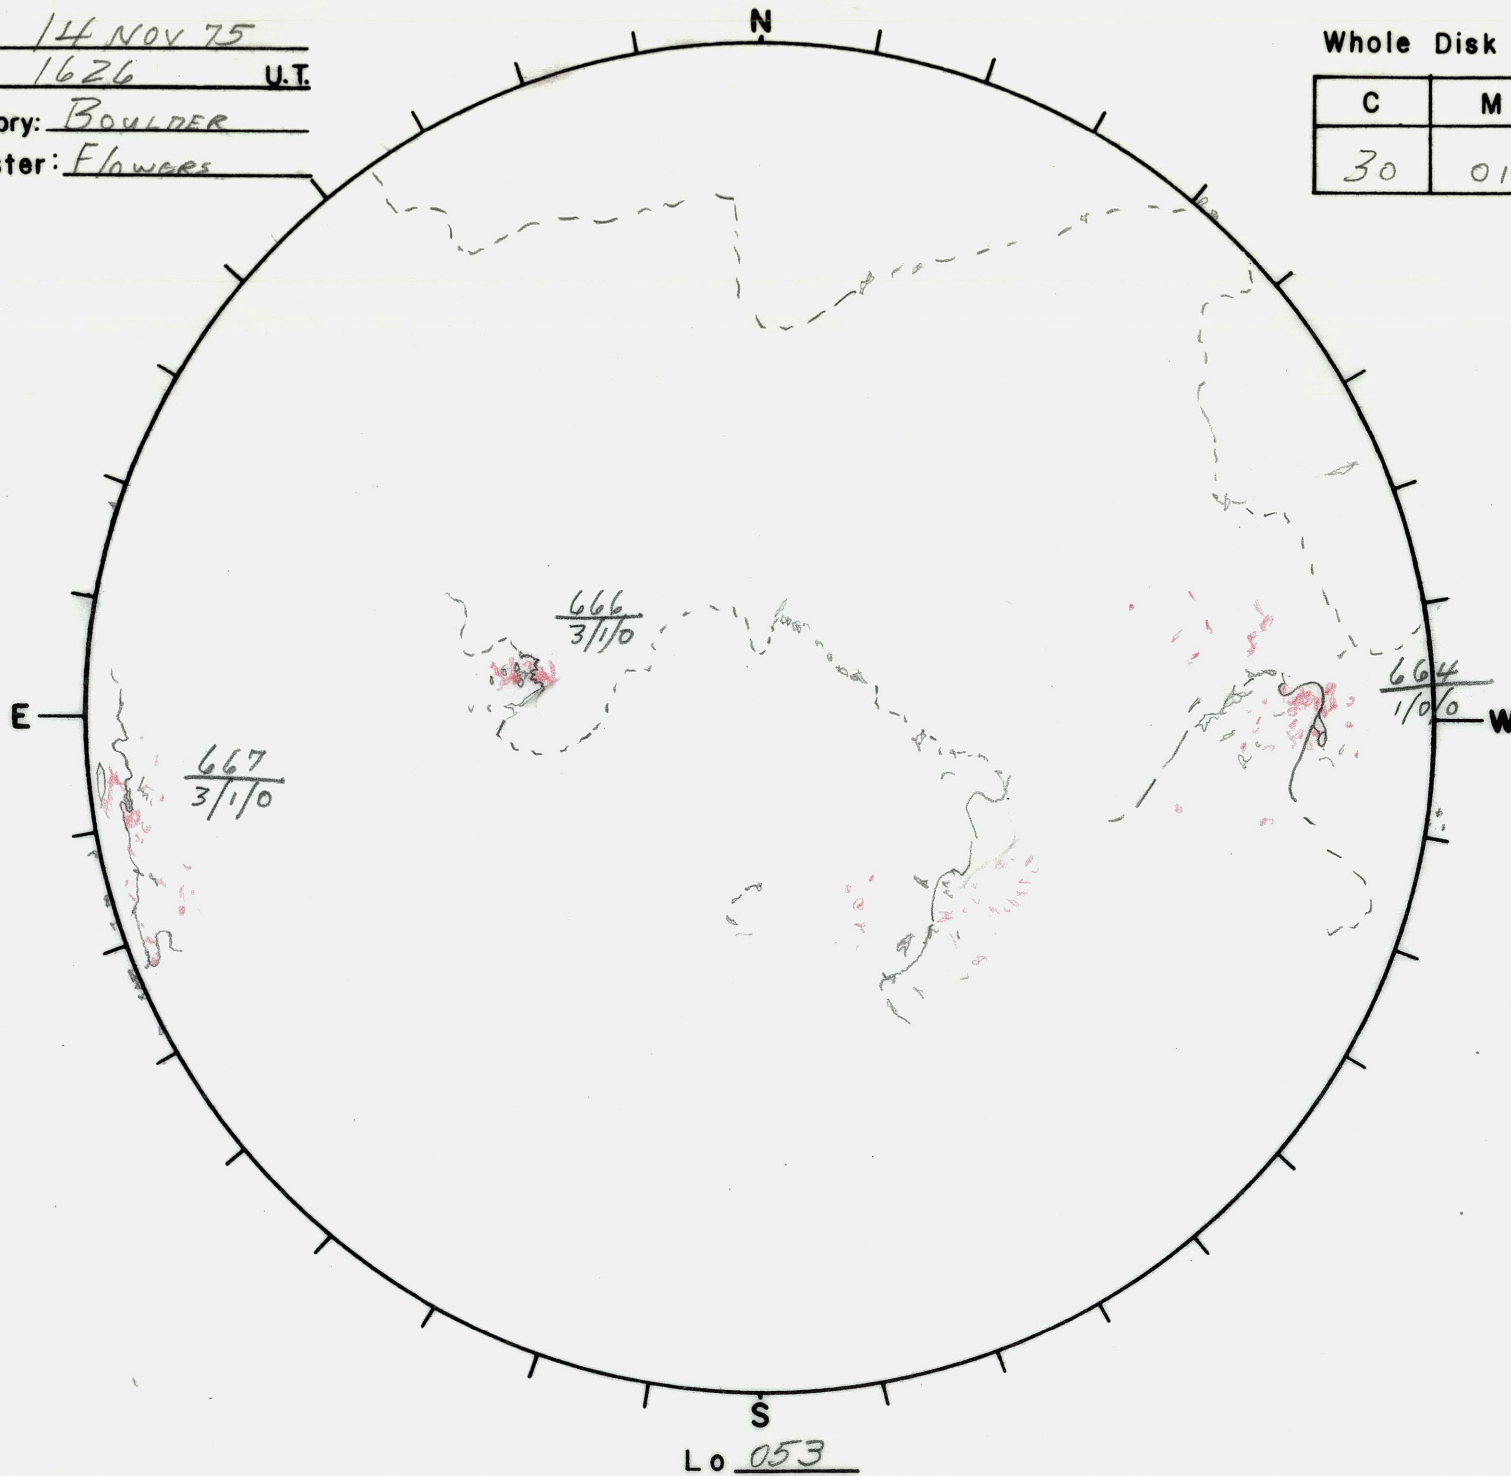 14 NOV 75
1626 U.T.
ory: BOULDER
ster: Flowers
N
Whole Disk
C M
30 01
666
3/1/0
664
1/0/0
E
W
667
3/1/0
S
Lo 053